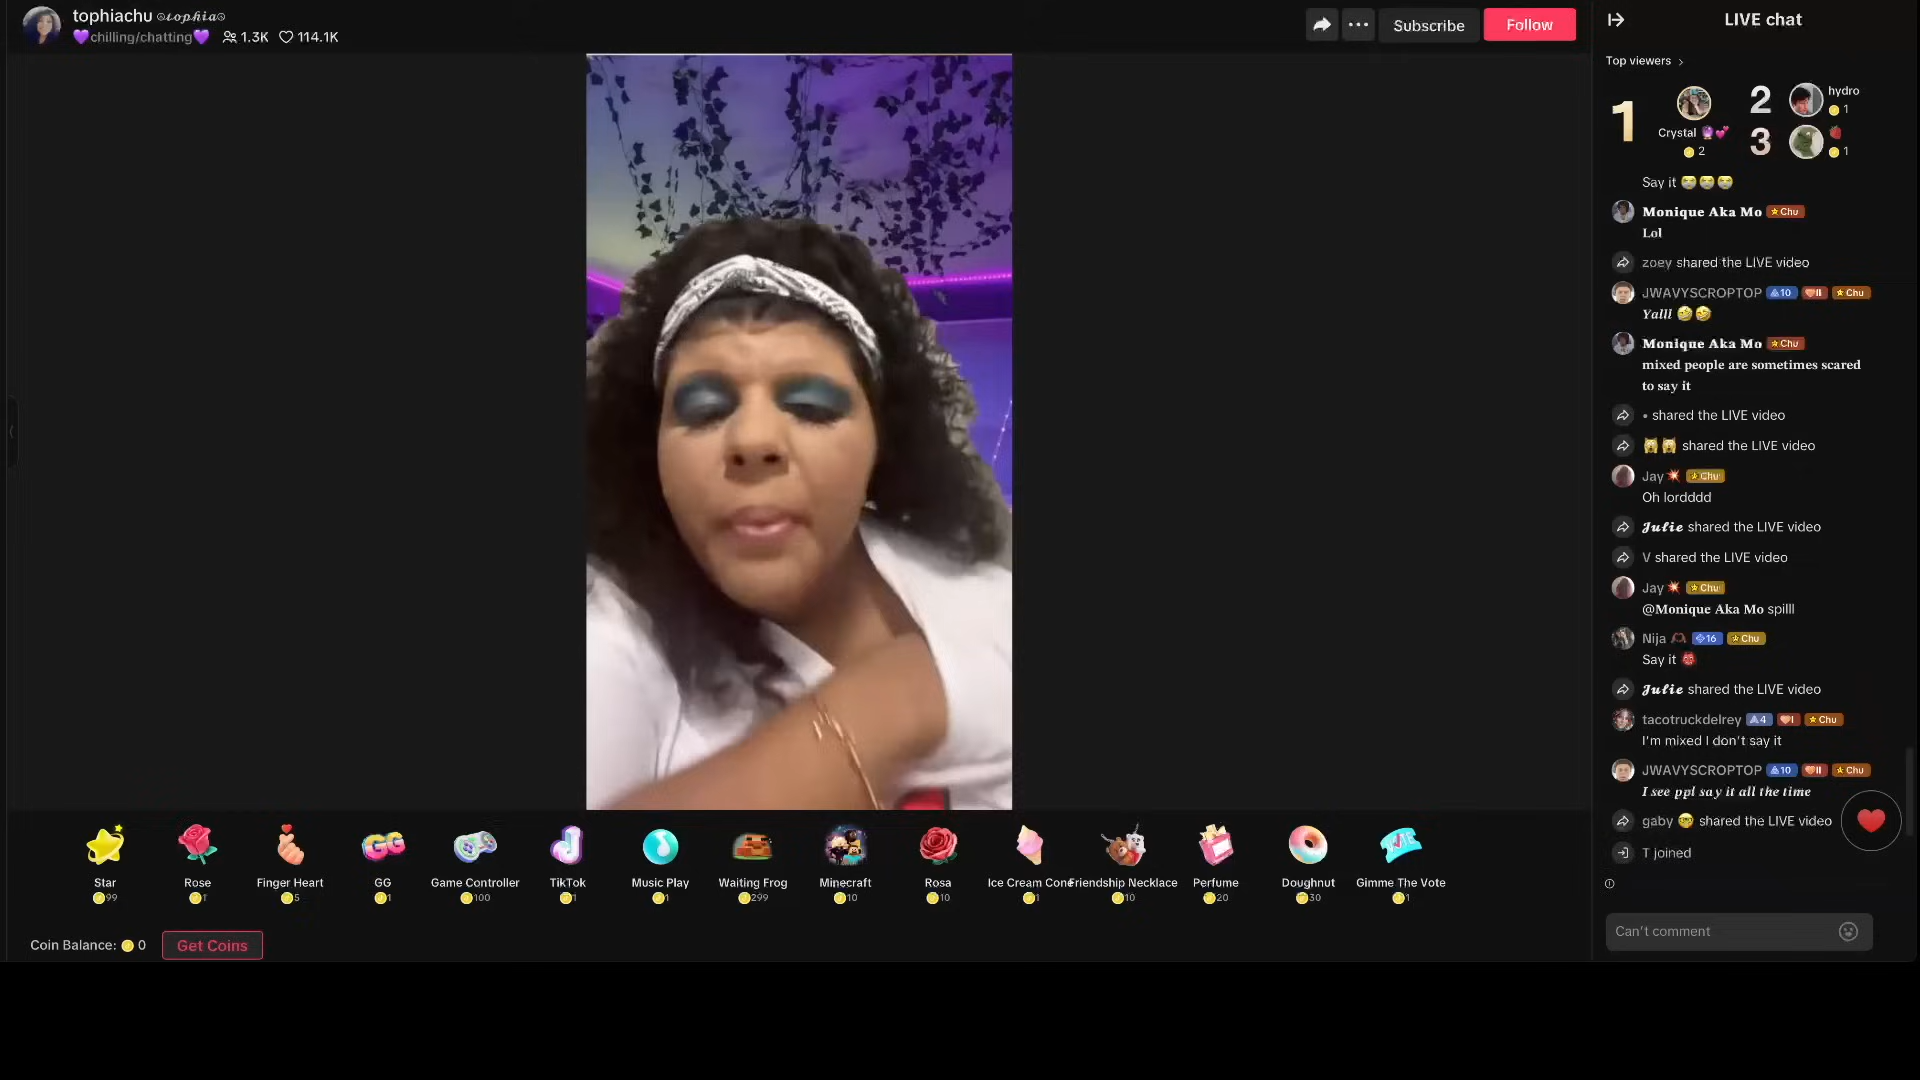 tophiachu ☺𝓽𝓸𝓹𝓱𝓲𝓪☺
💜chilling/chatting💜 1.3K 114.1K
Subscribe
Follow
LIVE chat
Top viewers
1
Crystal 🔮💕
2
2
hydro
1
3
🍓
1
Say it
Monique Aka Mo Chu
Lol
zoey shared the LIVE video
JWAVYSCROPTOP 10 II Chu
Yalll 🤣🤣
Monique Aka Mo Chu
mixed people are sometimes scared
to say it
• shared the LIVE video
🙀🙀 shared the LIVE video
Jay💥 Chu
Oh lordddd
Julie shared the LIVE video
V shared the LIVE video
Jay💥 Chu
@Monique Aka Mo spilll
Nija 16 Chu
Say it 👹
Julie shared the LIVE video
tacotruckdelrey 4 I Chu
I'm mixed I don't say it
JWAVYSCROPTOP 10 II Chu
I see ppl say it all the time
gaby 🤓 shared the LIVE video
T joined
Can't comment
Star
99
Rose
1
Finger Heart
5
GG
1
Game Controller
100
TikTok
1
Music Play
1
Waiting Frog
299
Minecraft
10
Rosa
10
Ice Cream Cone
1
Friendship Necklace
10
Perfume
20
Doughnut
30
Gimme The Vote
1
Coin Balance: 0
Get Coins